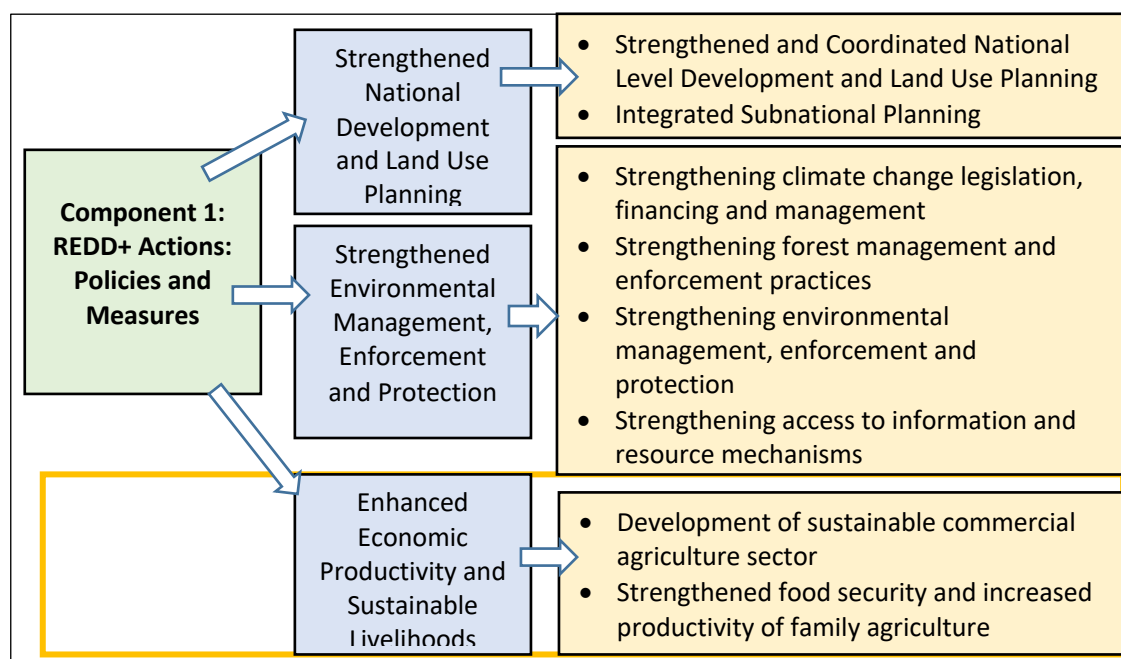 Component 1:
REDD+ Actions:
Policies and
Measures
Strengthened
National
Development
and Land Use
Planning
• Strengthened and Coordinated National
Level Development and Land Use Planning
• Integrated Subnational Planning
Strengthened
Environmental
Management,
Enforcement
and Protection
• Strengthening climate change legislation,
financing and management
• Strengthening forest management and
enforcement practices
• Strengthening environmental
management, enforcement and
protection
• Strengthening access to information and
resource mechanisms
Enhanced
Economic
Productivity and
Sustainable
Livelihoods
• Development of sustainable commercial
agriculture sector
• Strengthened food security and increased
productivity of family agriculture